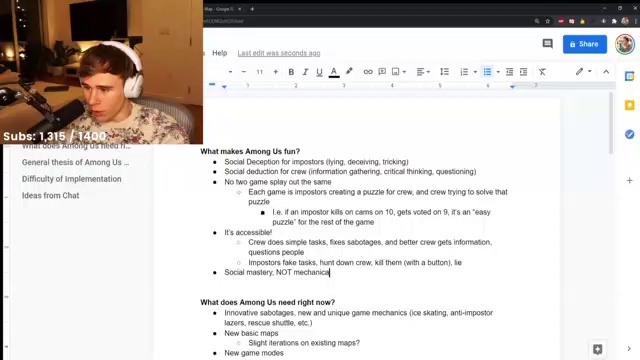 Map - Google
Help
Last edit was seconds ago
Share
11
B I U A
Subs: 1,315 / 1400
What does Among Us need ri
General thesis of Among Us ...
Difficulty of Implementation
Ideas from Chat
What makes Among Us fun?
Social Deception for impostors (lying, deceiving, tricking)
Social deduction for crew (information gathering, critical thinking, questioning)
No two game splay out the same
Each game is impostors creating a puzzle for crew, and crew trying to solve that
puzzle
I.e. if an impostor kills on cams on 10, gets voted on 9, it's an "easy
puzzle" for the rest of the game
It's accessible!
Crew does simple tasks, fixes sabotages, and better crew gets information,
questions people
Impostors fake tasks, hunt down crew, kill them (with a button), lie
Social mastery, NOT mechanica
What does Among Us need right now?
Innovative sabotages, new and unique game mechanics (ice skating, anti-impostor
lazers, rescue shuttle, etc.)
New basic maps
Slight iterations on existing maps?
New game modes